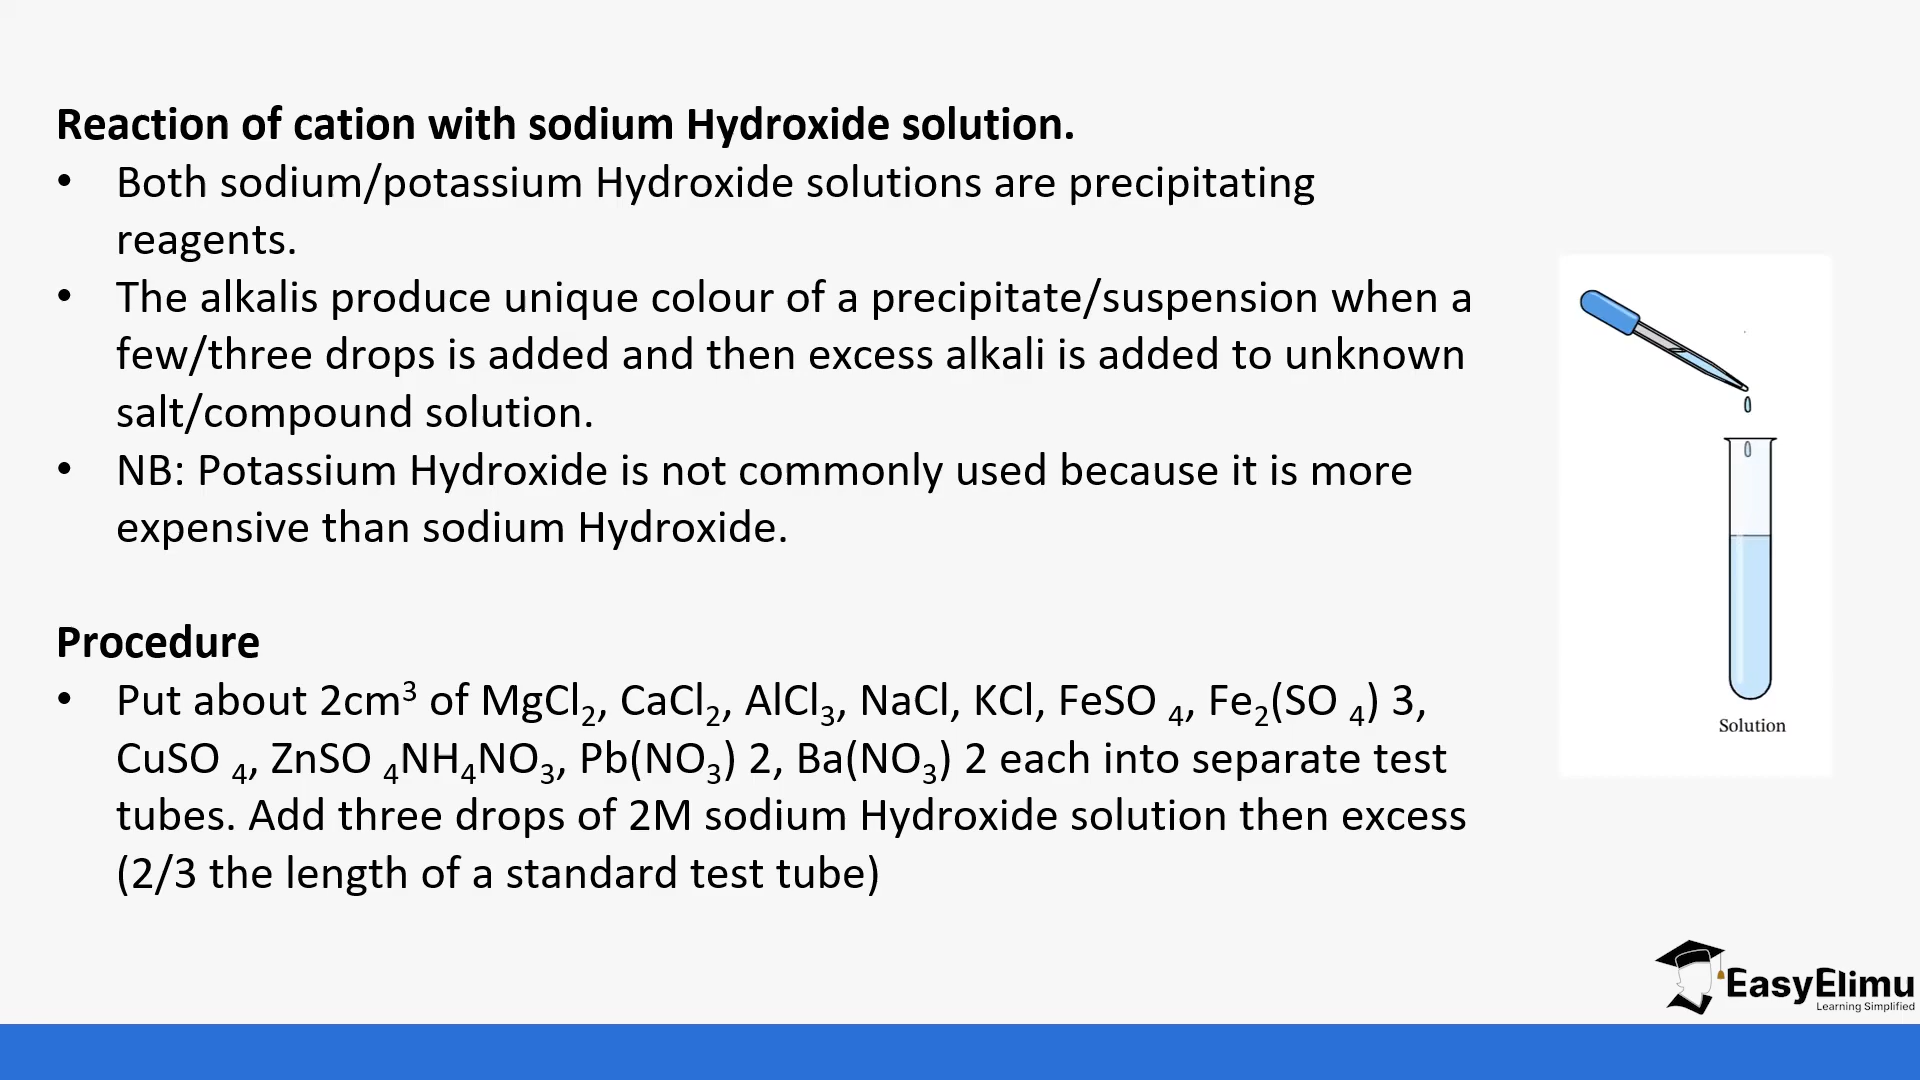 Reaction of cation with sodium Hydroxide solution.
• Both sodium/potassium Hydroxide solutions are precipitating
reagents.
• The alkalis produce unique colour of a precipitate/suspension when a
few/three drops is added and then excess alkali is added to unknown
salt/compound solution.
• NB: Potassium Hydroxide is not commonly used because it is more
expensive than sodium Hydroxide.
Procedure
• Put about 2cm³ of MgCl₂, CaCl₂, AlCl₃, NaCl, KCl, FeSO ₄, Fe₂(SO ₄) 3,
CuSO ₄, ZnSO ₄NH₄NO₃, Pb(NO₃) 2, Ba(NO₃) 2 each into separate test
tubes. Add three drops of 2M sodium Hydroxide solution then excess
(2/3 the length of a standard test tube)
Solution
EasyElimu
Learning Simplified